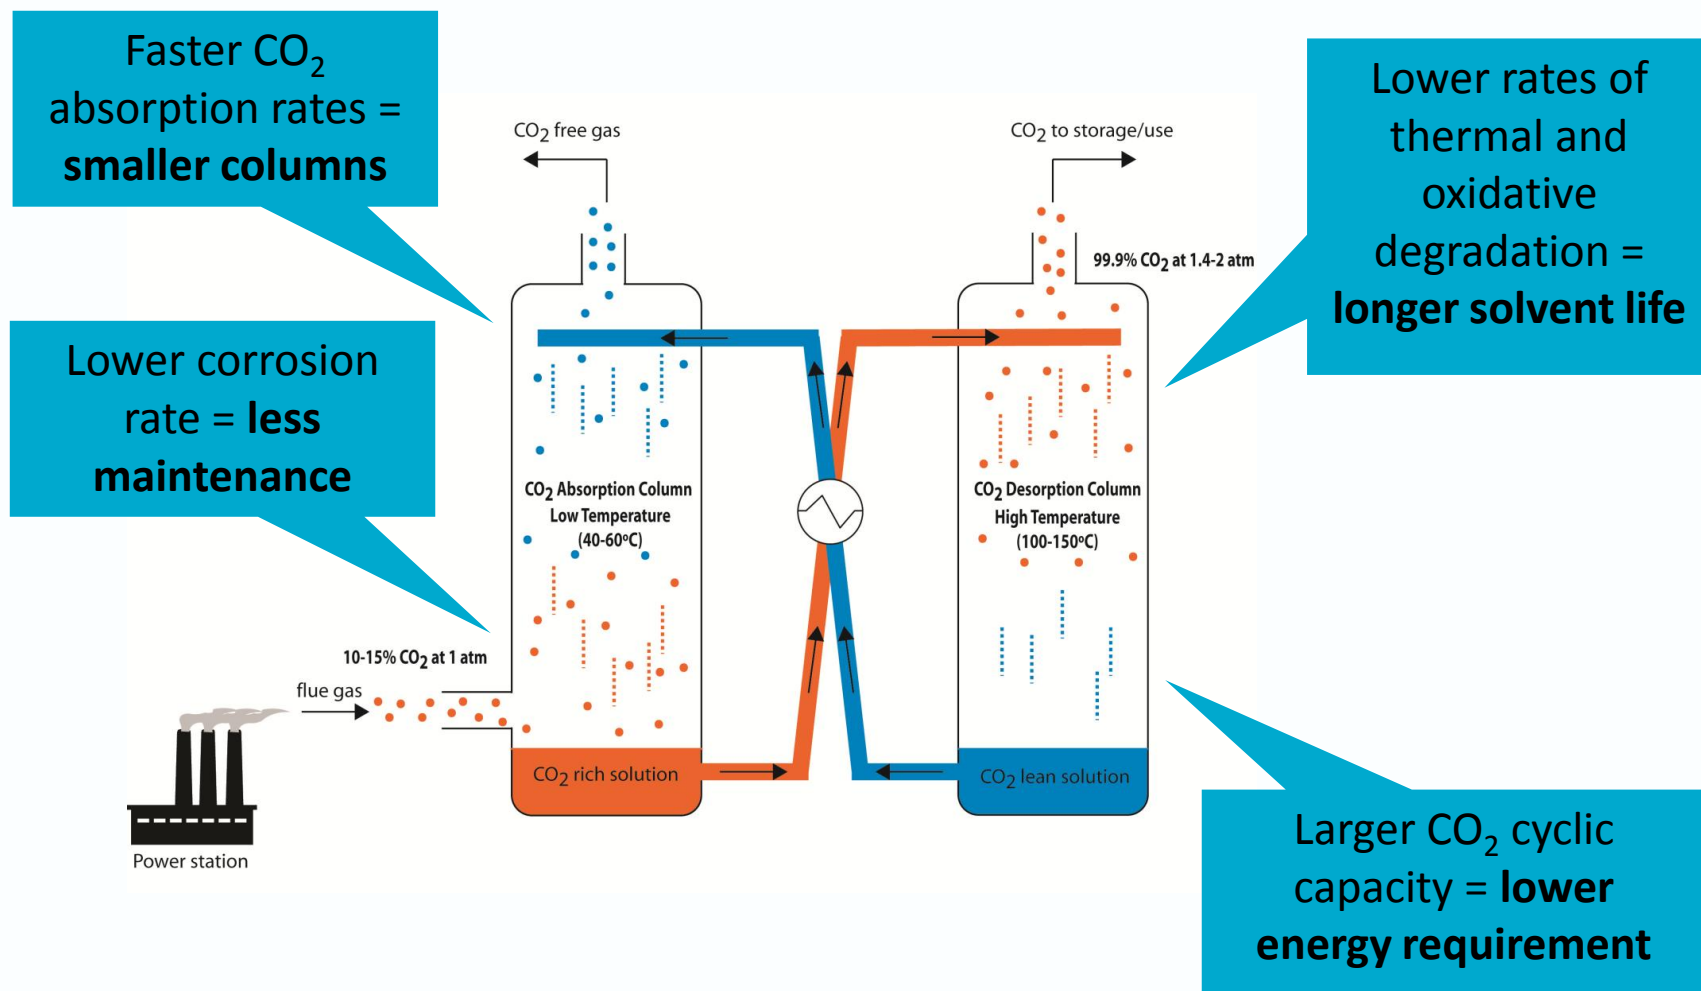 Faster CO₂
absorption rates =
smaller columns
Lower rates of
thermal and
oxidative
degradation =
longer solvent life
CO₂ free gas
CO₂ to storage/use
99.9% CO₂ at 1.4-2 atm
Lower corrosion
rate = less
maintenance
CO₂ Absorption Column
Low Temperature
(40-60ºC)
CO₂ Desorption Column
High Temperature
(100-150ºC)
10-15% CO₂ at 1 atm
flue gas
CO₂ rich solution
CO₂ lean solution
Power station
Larger CO₂ cyclic
capacity = lower
energy requirement